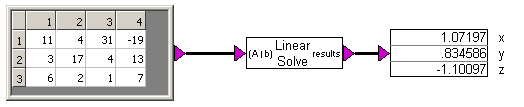 1 2 3 4
1 11 4 31 -19
2 3 17 4 13
3 6 2 1 7
(A|b) Linear Solve results
1.07197 x
.834586 y
-1.10097 z